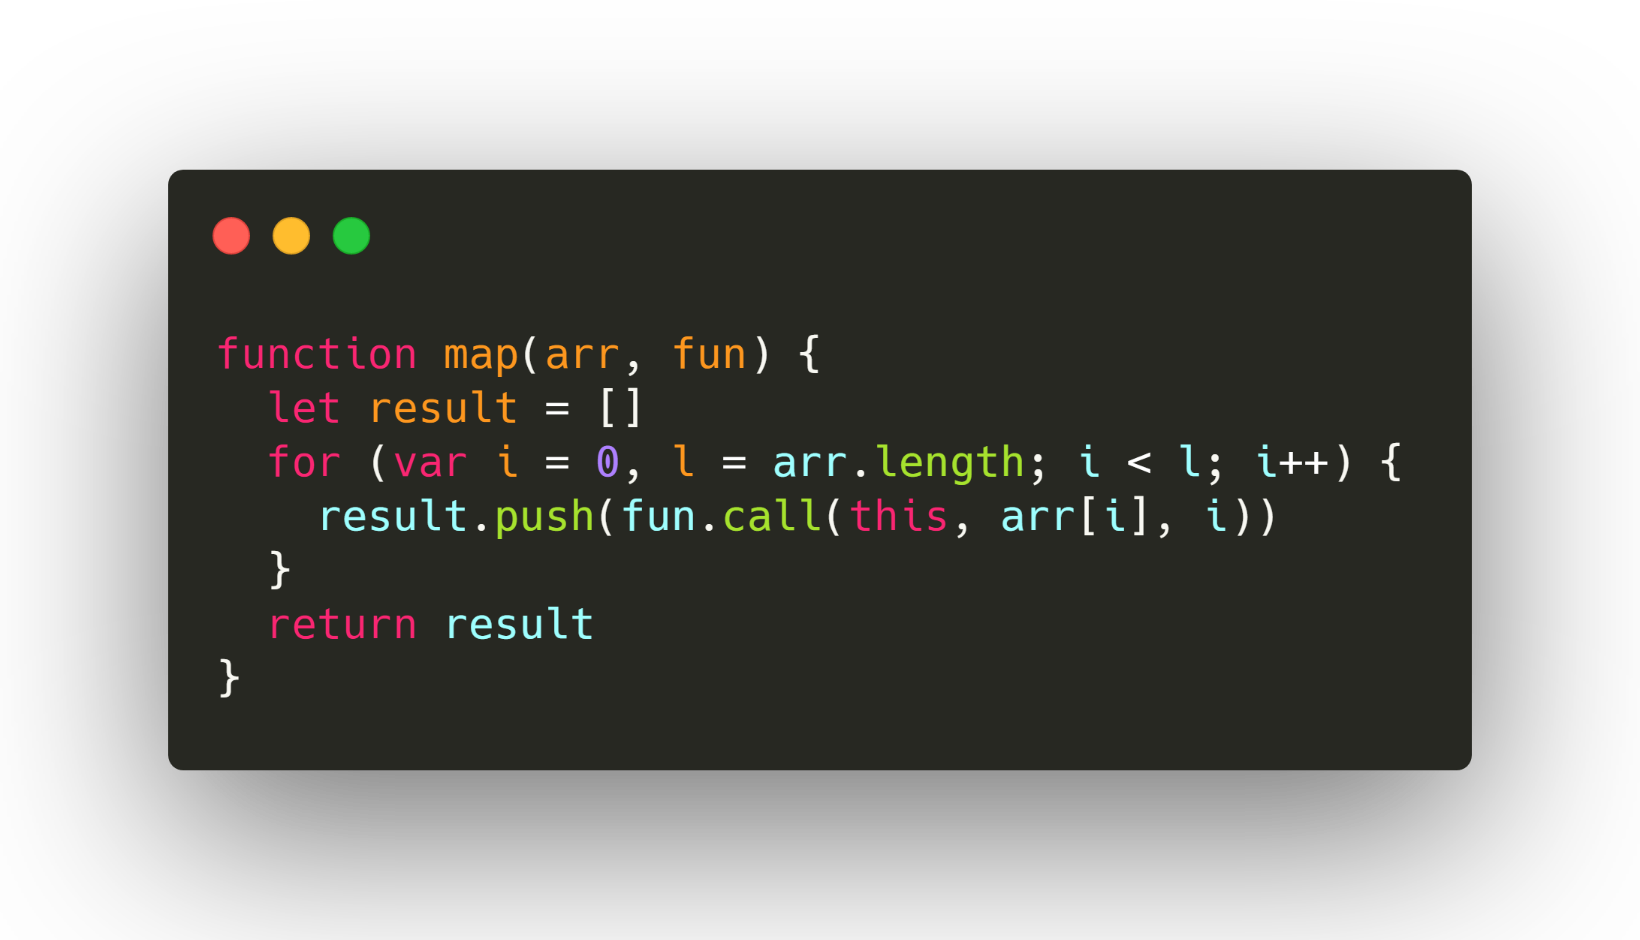 function map(arr, fun) {
  let result = []
  for (var i = 0, l = arr.length; i < l; i++) {
    result.push(fun.call(this, arr[i], i))
  }
  return result
}